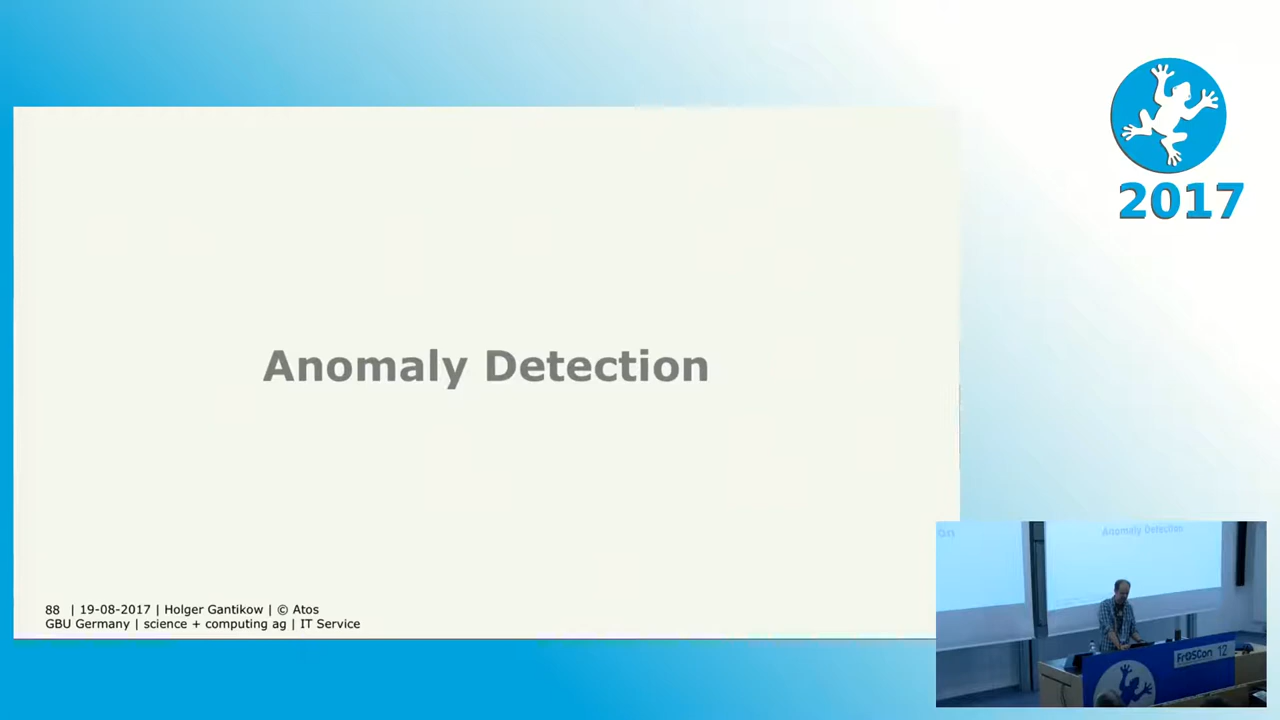 2017
Anomaly Detection
88 | 19-08-2017 | Holger Gantikow | © Atos
GBU Germany | science + computing ag | IT Service
on
Anomaly Detection
FrOSCon 12